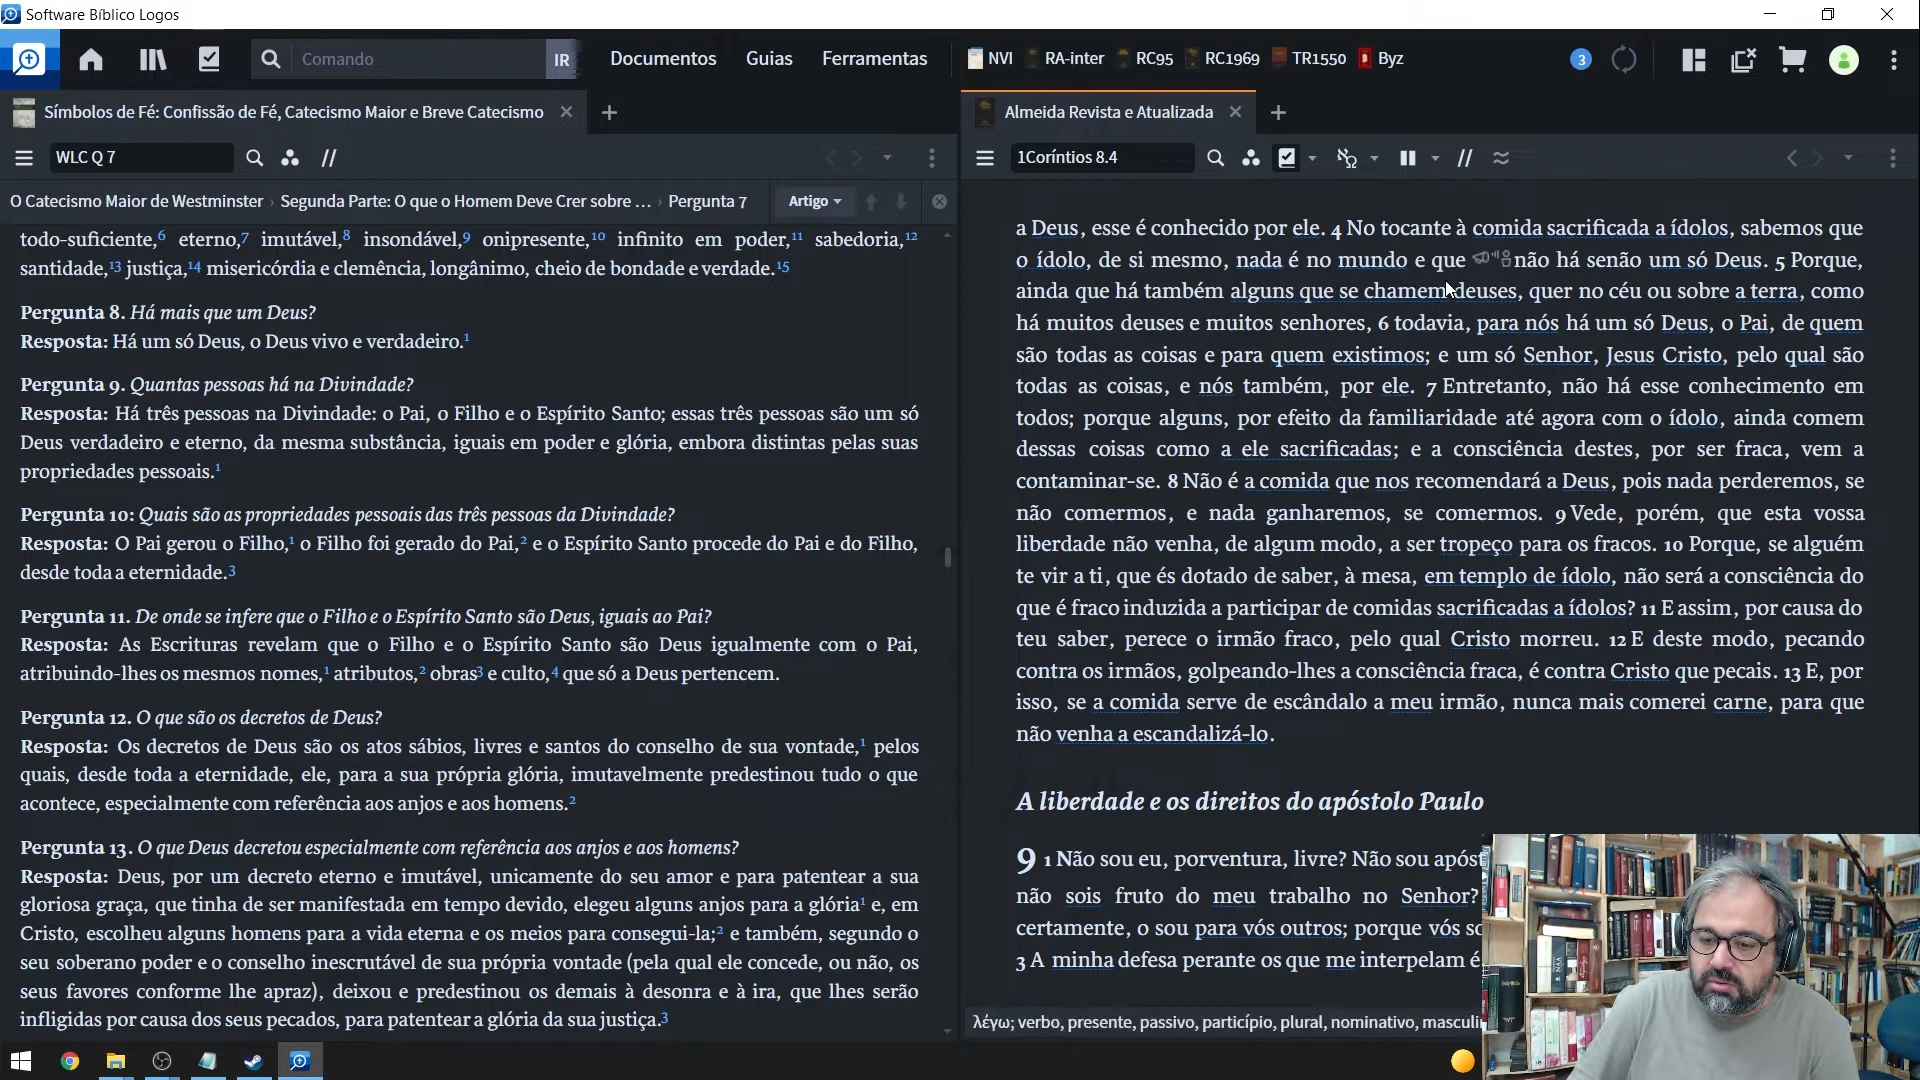 Software Bíblico Logos
Comando
IR
Documentos
Guias
Ferramentas
NVI
RA-inter
RC95
RC1969
TR1550
Byz
3
Símbolos de Fé: Confissão de Fé, Catecismo Maior e Breve Catecismo
WLC Q 7
O Catecismo Maior de Westminster › Segunda Parte: O que o Homem Deve Crer sobre ... › Pergunta 7
Artigo
todo-suficiente,6 eterno,7 imutável,8 insondável,9 onipresente,10 infinito em poder,11 sabedoria,12
santidade,13 justiça,14 misericórdia e clemência, longânimo, cheio de bondade e verdade.15
Pergunta 8. Há mais que um Deus?
Resposta: Há um só Deus, o Deus vivo e verdadeiro.1
Pergunta 9. Quantas pessoas há na Divindade?
Resposta: Há três pessoas na Divindade: o Pai, o Filho e o Espírito Santo; essas três pessoas são um só
Deus verdadeiro e eterno, da mesma substância, iguais em poder e glória, embora distintas pelas suas
propriedades pessoais.1
Pergunta 10: Quais são as propriedades pessoais das três pessoas da Divindade?
Resposta: O Pai gerou o Filho,1 o Filho foi gerado do Pai,2 e o Espírito Santo procede do Pai e do Filho,
desde toda a eternidade.3
Pergunta 11. De onde se infere que o Filho e o Espírito Santo são Deus, iguais ao Pai?
Resposta: As Escrituras revelam que o Filho e o Espírito Santo são Deus igualmente com o Pai,
atribuindo-lhes os mesmos nomes,1 atributos,2 obras3 e culto,4 que só a Deus pertencem.
Pergunta 12. O que são os decretos de Deus?
Resposta: Os decretos de Deus são os atos sábios, livres e santos do conselho de sua vontade,1 pelos
quais, desde toda a eternidade, ele, para a sua própria glória, imutavelmente predestinou tudo o que
acontece, especialmente com referência aos anjos e aos homens.2
Pergunta 13. O que Deus decretou especialmente com referência aos anjos e aos homens?
Resposta: Deus, por um decreto eterno e imutável, unicamente do seu amor e para patentear a sua
gloriosa graça, que tinha de ser manifestada em tempo devido, elegeu alguns anjos para a glória1 e, em
Cristo, escolheu alguns homens para a vida eterna e os meios para consegui-la;2 e também, segundo o
seu soberano poder e o conselho inescrutável de sua própria vontade (pela qual ele concede, ou não, os
seus favores conforme lhe apraz), deixou e predestinou os demais à desonra e à ira, que lhes serão
infligidas por causa dos seus pecados, para patentear a glória da sua justiça.3
Almeida Revista e Atualizada
1Coríntios 8.4
a Deus, esse é conhecido por ele. 4 No tocante à comida sacrificada a ídolos, sabemos que
o ídolo, de si mesmo, nada é no mundo e que não há senão um só Deus. 5 Porque,
ainda que há também alguns que se chamem deuses, quer no céu ou sobre a terra, como
há muitos deuses e muitos senhores, 6 todavia, para nós há um só Deus, o Pai, de quem
são todas as coisas e para quem existimos; e um só Senhor, Jesus Cristo, pelo qual são
todas as coisas, e nós também, por ele. 7 Entretanto, não há esse conhecimento em
todos; porque alguns, por efeito da familiaridade até agora com o ídolo, ainda comem
dessas coisas como a ele sacrificadas; e a consciência destes, por ser fraca, vem a
contaminar-se. 8 Não é a comida que nos recomendará a Deus, pois nada perderemos, se
não comermos, e nada ganharemos, se comermos. 9 Vede, porém, que esta vossa
liberdade não venha, de algum modo, a ser tropeço para os fracos. 10 Porque, se alguém
te vir a ti, que és dotado de saber, à mesa, em templo de ídolo, não será a consciência do
que é fraco induzida a participar de comidas sacrificadas a ídolos? 11 E assim, por causa do
teu saber, perece o irmão fraco, pelo qual Cristo morreu. 12 E deste modo, pecando
contra os irmãos, golpeando-lhes a consciência fraca, é contra Cristo que pecais. 13 E, por
isso, se a comida serve de escândalo a meu irmão, nunca mais comerei carne, para que
não venha a escandalizá-lo.
A liberdade e os direitos do apóstolo Paulo
9 1 Não sou eu, porventura, livre? Não sou apóst
não sois fruto do meu trabalho no Senhor?
certamente, o sou para vós outros; porque vós so
3 A minha defesa perante os que me interpelam é
λέγω; verbo, presente, passivo, particípio, plural, nominativo, masculi